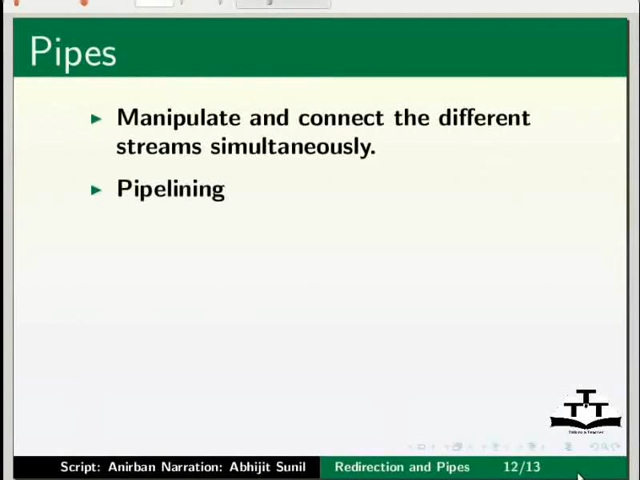 Pipes
Manipulate and connect the different
streams simultaneously.
Pipelining
TTT
Script: Anirban Narration: Abhijit Sunil Redirection and Pipes 12/13